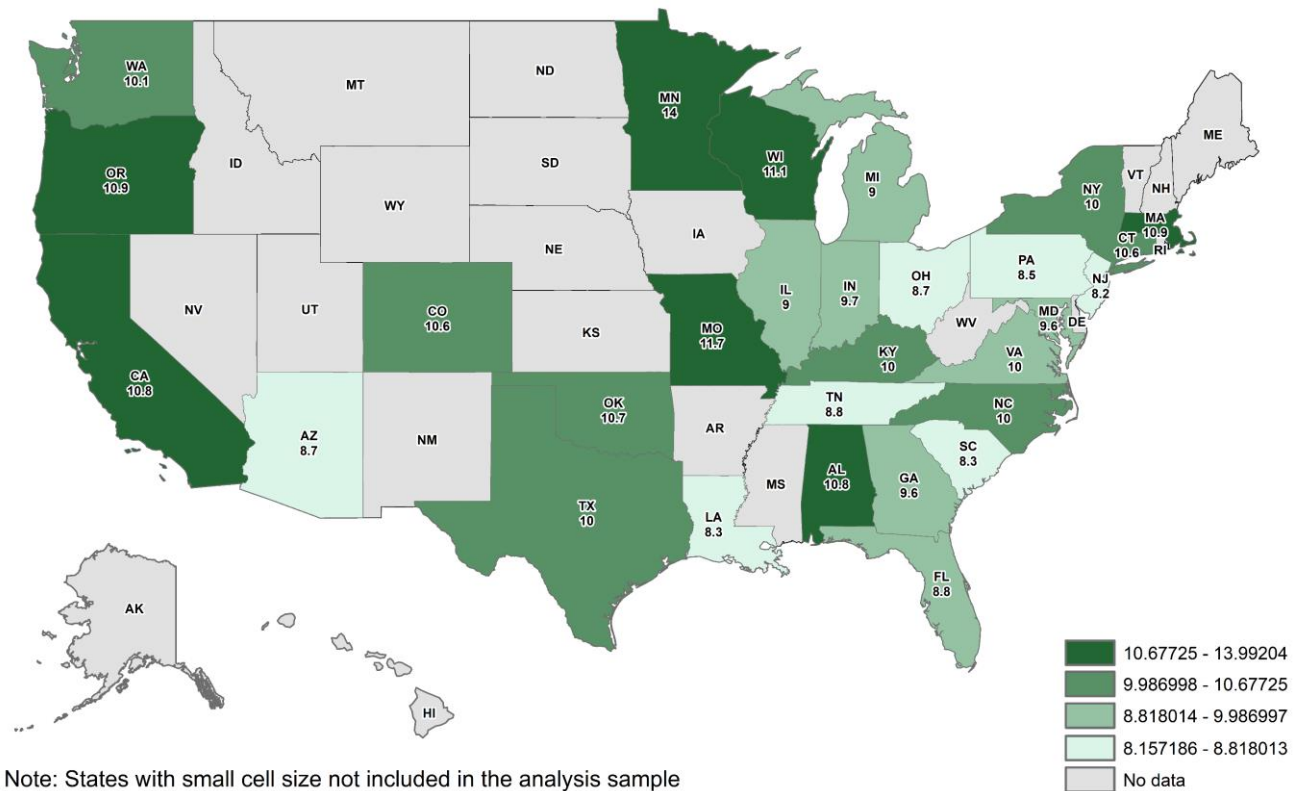 WA
10.1
MT
ND
MN
14
OR
10.9
ID
SD
WI
11.1
MI
9
WY
NE
IA
NY
10
VT
NH
ME
MA
10.9
CT
10.6
RI
NV
UT
CO
10.6
KS
MO
11.7
IL
9
IN
9.7
OH
8.7
PA
8.5
NJ
8.2
WV
MD
9.6
DE
VA
10
KY
10
CA
10.8
AZ
8.7
NM
OK
10.7
AR
TN
8.8
NC
10
SC
8.3
TX
10
LA
8.3
MS
AL
10.8
GA
9.6
FL
8.8
AK
HI
10.67725 - 13.99204
9.986998 - 10.67725
8.818014 - 9.986997
8.157186 - 8.818013
No data
Note: States with small cell size not included in the analysis sample